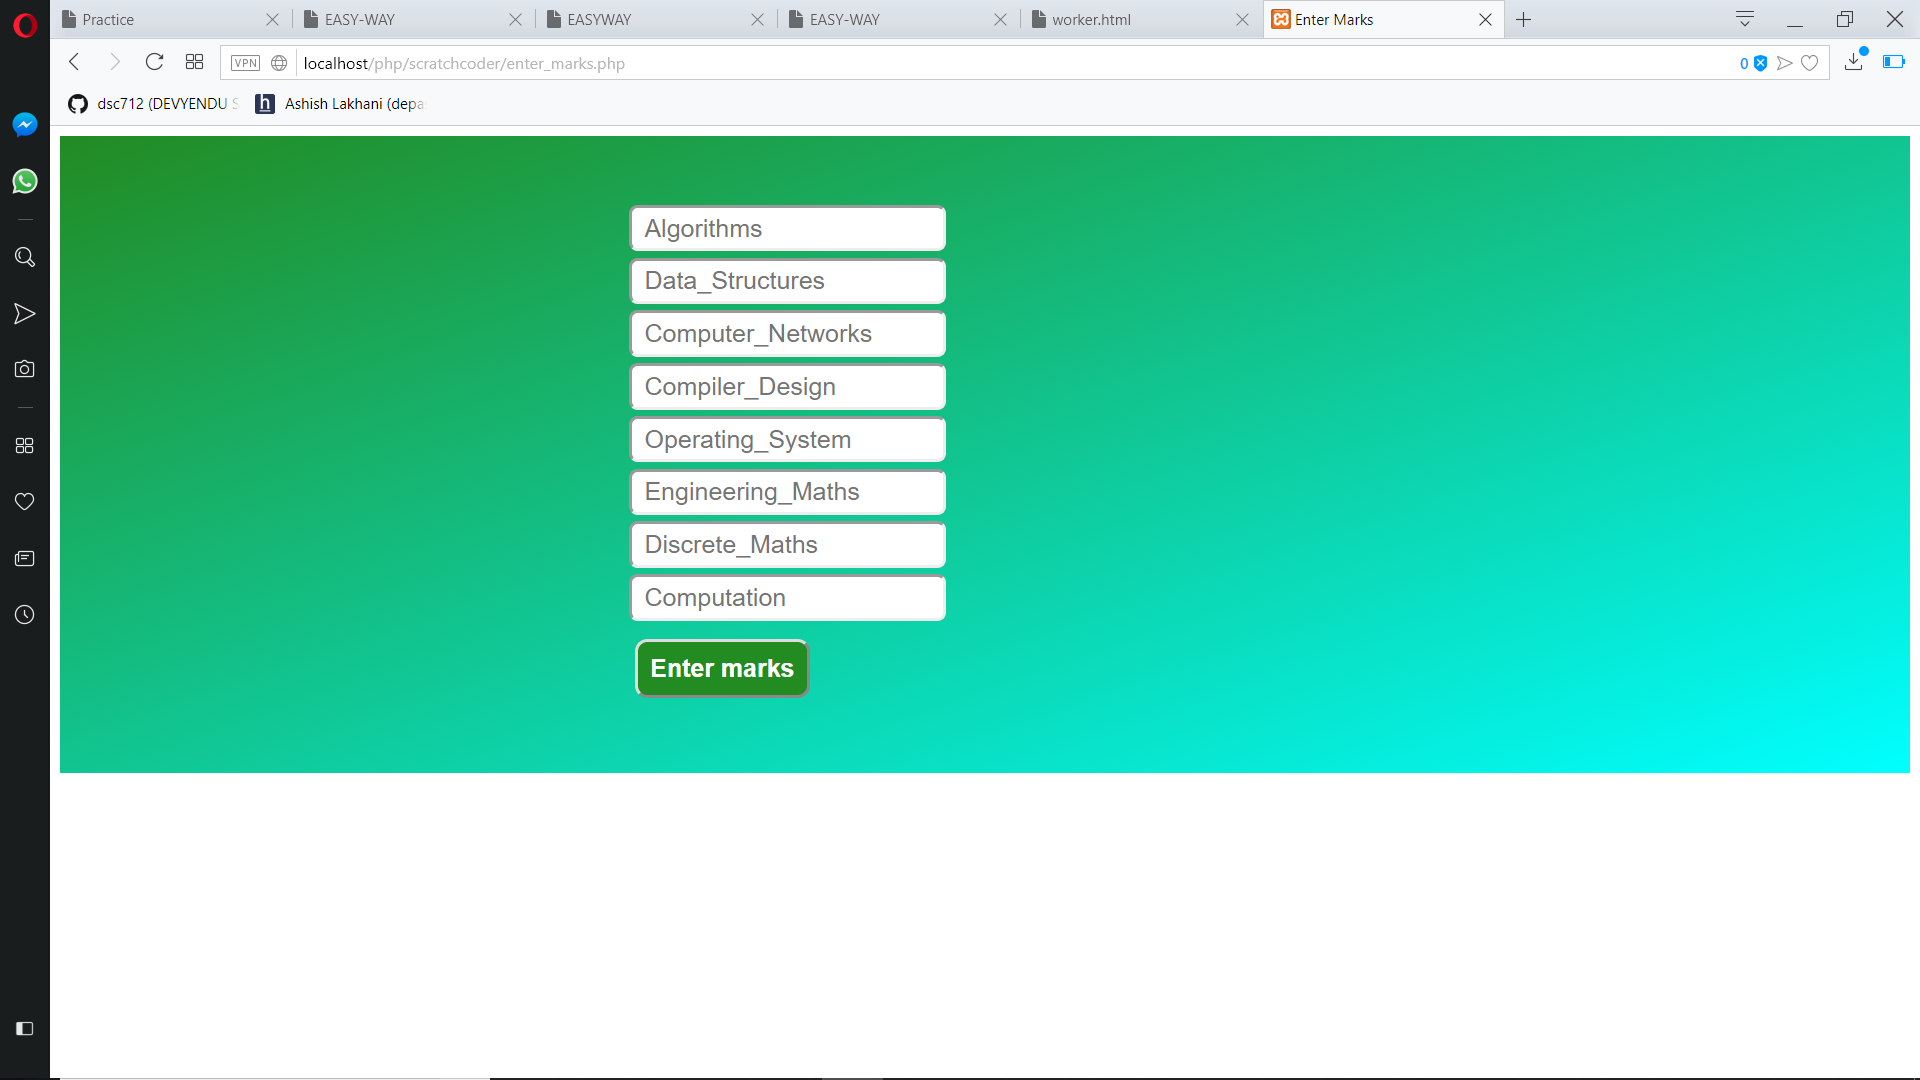 Practice
EASY-WAY
EASYWAY
EASY-WAY
worker.html
Enter Marks
VPN
localhost/php/scratchcoder/enter_marks.php
0
dsc712 (DEVYENDU S
h
Ashish Lakhani (depa
Algorithms
Data_Structures
Computer_Networks
Compiler_Design
Operating_System
Engineering_Maths
Discrete_Maths
Computation
Enter marks